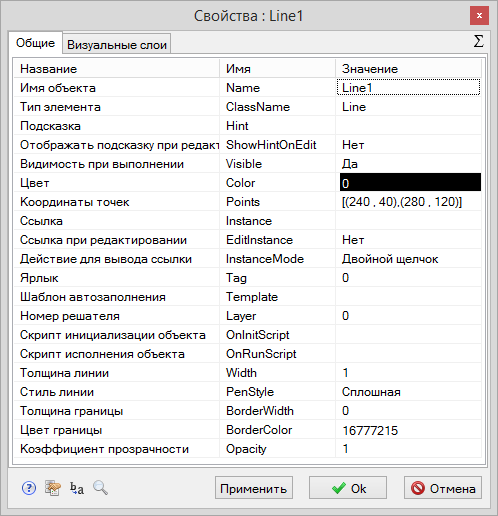 Свойства : Line1
x
Общие Визуальные слои Σ
Название Имя Значение
Имя объекта Name Line1
Тип элемента ClassName Line
Подсказка Hint
Отображать подсказку при редакт ShowHintOnEdit Нет
Видимость при выполнении Visible Да
Цвет Color 0
Координаты точек Points [(240 , 40),(280 , 120)]
Ссылка Instance
Ссылка при редактировании EditInstance Нет
Действие для вывода ссылки InstanceMode Двойной щелчок
Ярлык Tag 0
Шаблон автозаполнения Template
Номер решателя Layer 0
Скрипт инициализации объекта OnInitScript
Скрипт исполнения объекта OnRunScript
Толщина линии Width 1
Стиль линии PenStyle Сплошная
Толщина границы BorderWidth 0
Цвет границы BorderColor 16777215
Коэффициент прозрачности Opacity 1
? ba Применить Ok Отмена